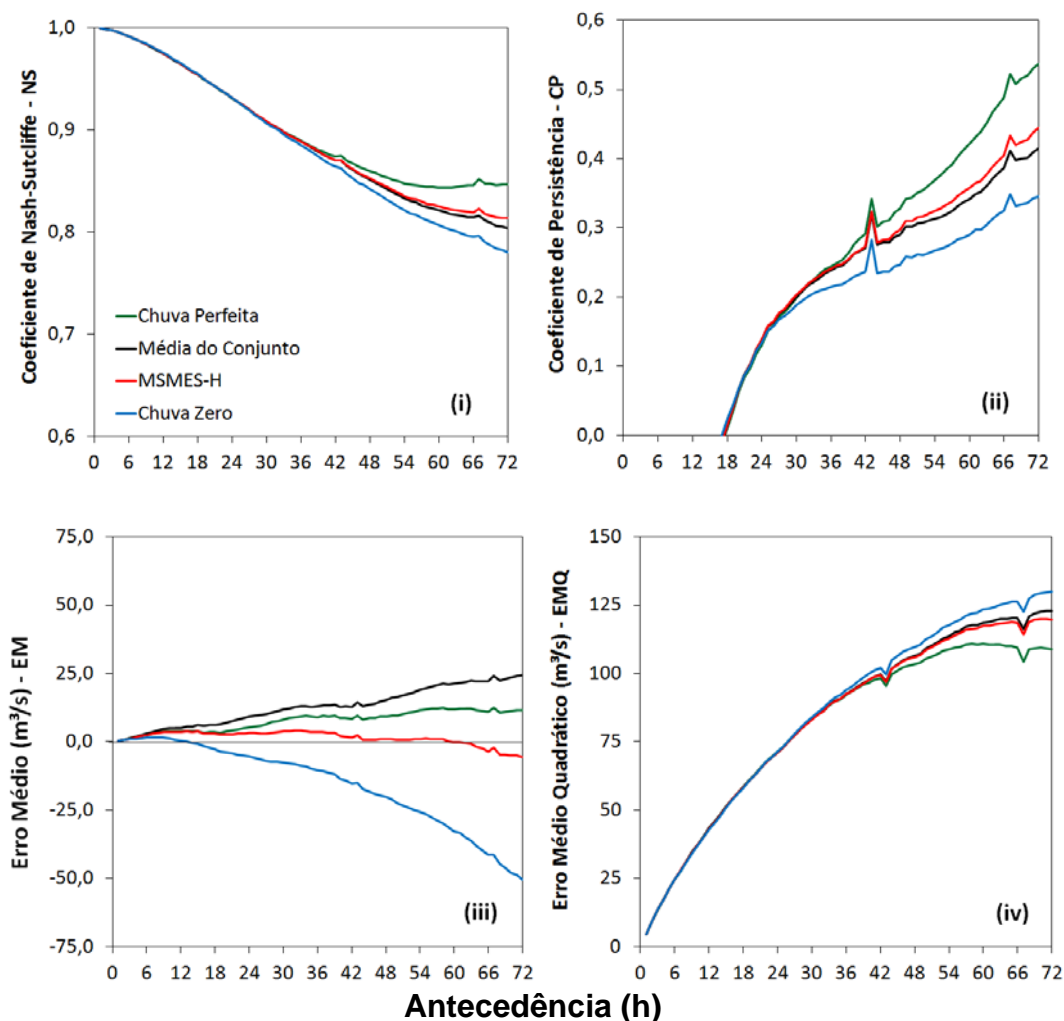 Coeficiente de Nash-Sutcliffe - NS
1,0
0,9
0,8
0,7
0,6
Chuva Perfeita
Média do Conjunto
MSMES-H
Chuva Zero
(i)
0 6 12 18 24 30 36 42 48 54 60 66 72
Coeficiente de Persistência - CP
0,6
0,5
0,4
0,3
0,2
0,1
0,0
(ii)
0 6 12 18 24 30 36 42 48 54 60 66 72
Erro Médio (m³/s) - EM
75,0
50,0
25,0
0,0
-25,0
-50,0
-75,0
(iii)
0 6 12 18 24 30 36 42 48 54 60 66 72
Erro Médio Quadrático (m³/s) - EMQ
150
125
100
75
50
25
0
(iv)
0 6 12 18 24 30 36 42 48 54 60 66 72
Antecedência (h)